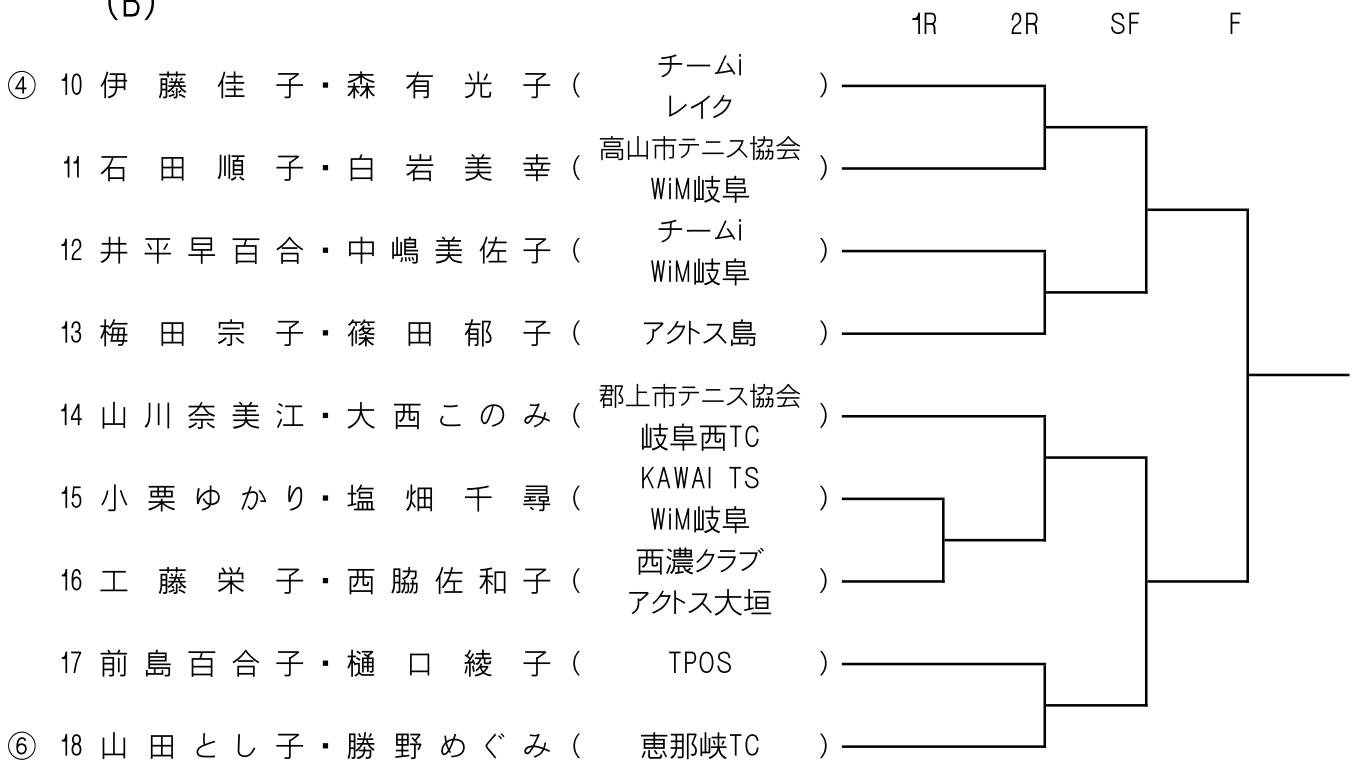 (B)
1R 2R SF F
④ 10 伊藤佳子・森有光子 ( チームi レイク )
11 石田順子・白岩美幸 ( 高山市テニス協会 WiM岐阜 )
12 井平早百合・中嶋美佐子 ( チームi WiM岐阜 )
13 梅田宗子・篠田郁子 ( アクトス島 )
14 山川奈美江・大西このみ ( 郡上市テニス協会 岐阜西TC )
15 小栗ゆかり・塩畑千尋 ( KAWAI TS WiM岐阜 )
16 工藤栄子・西脇佐和子 ( 西濃クラブ アクトス大垣 )
17 前島百合子・樋口綾子 ( TPOS )
⑥ 18 山田とし子・勝野めぐみ ( 恵那峡TC )